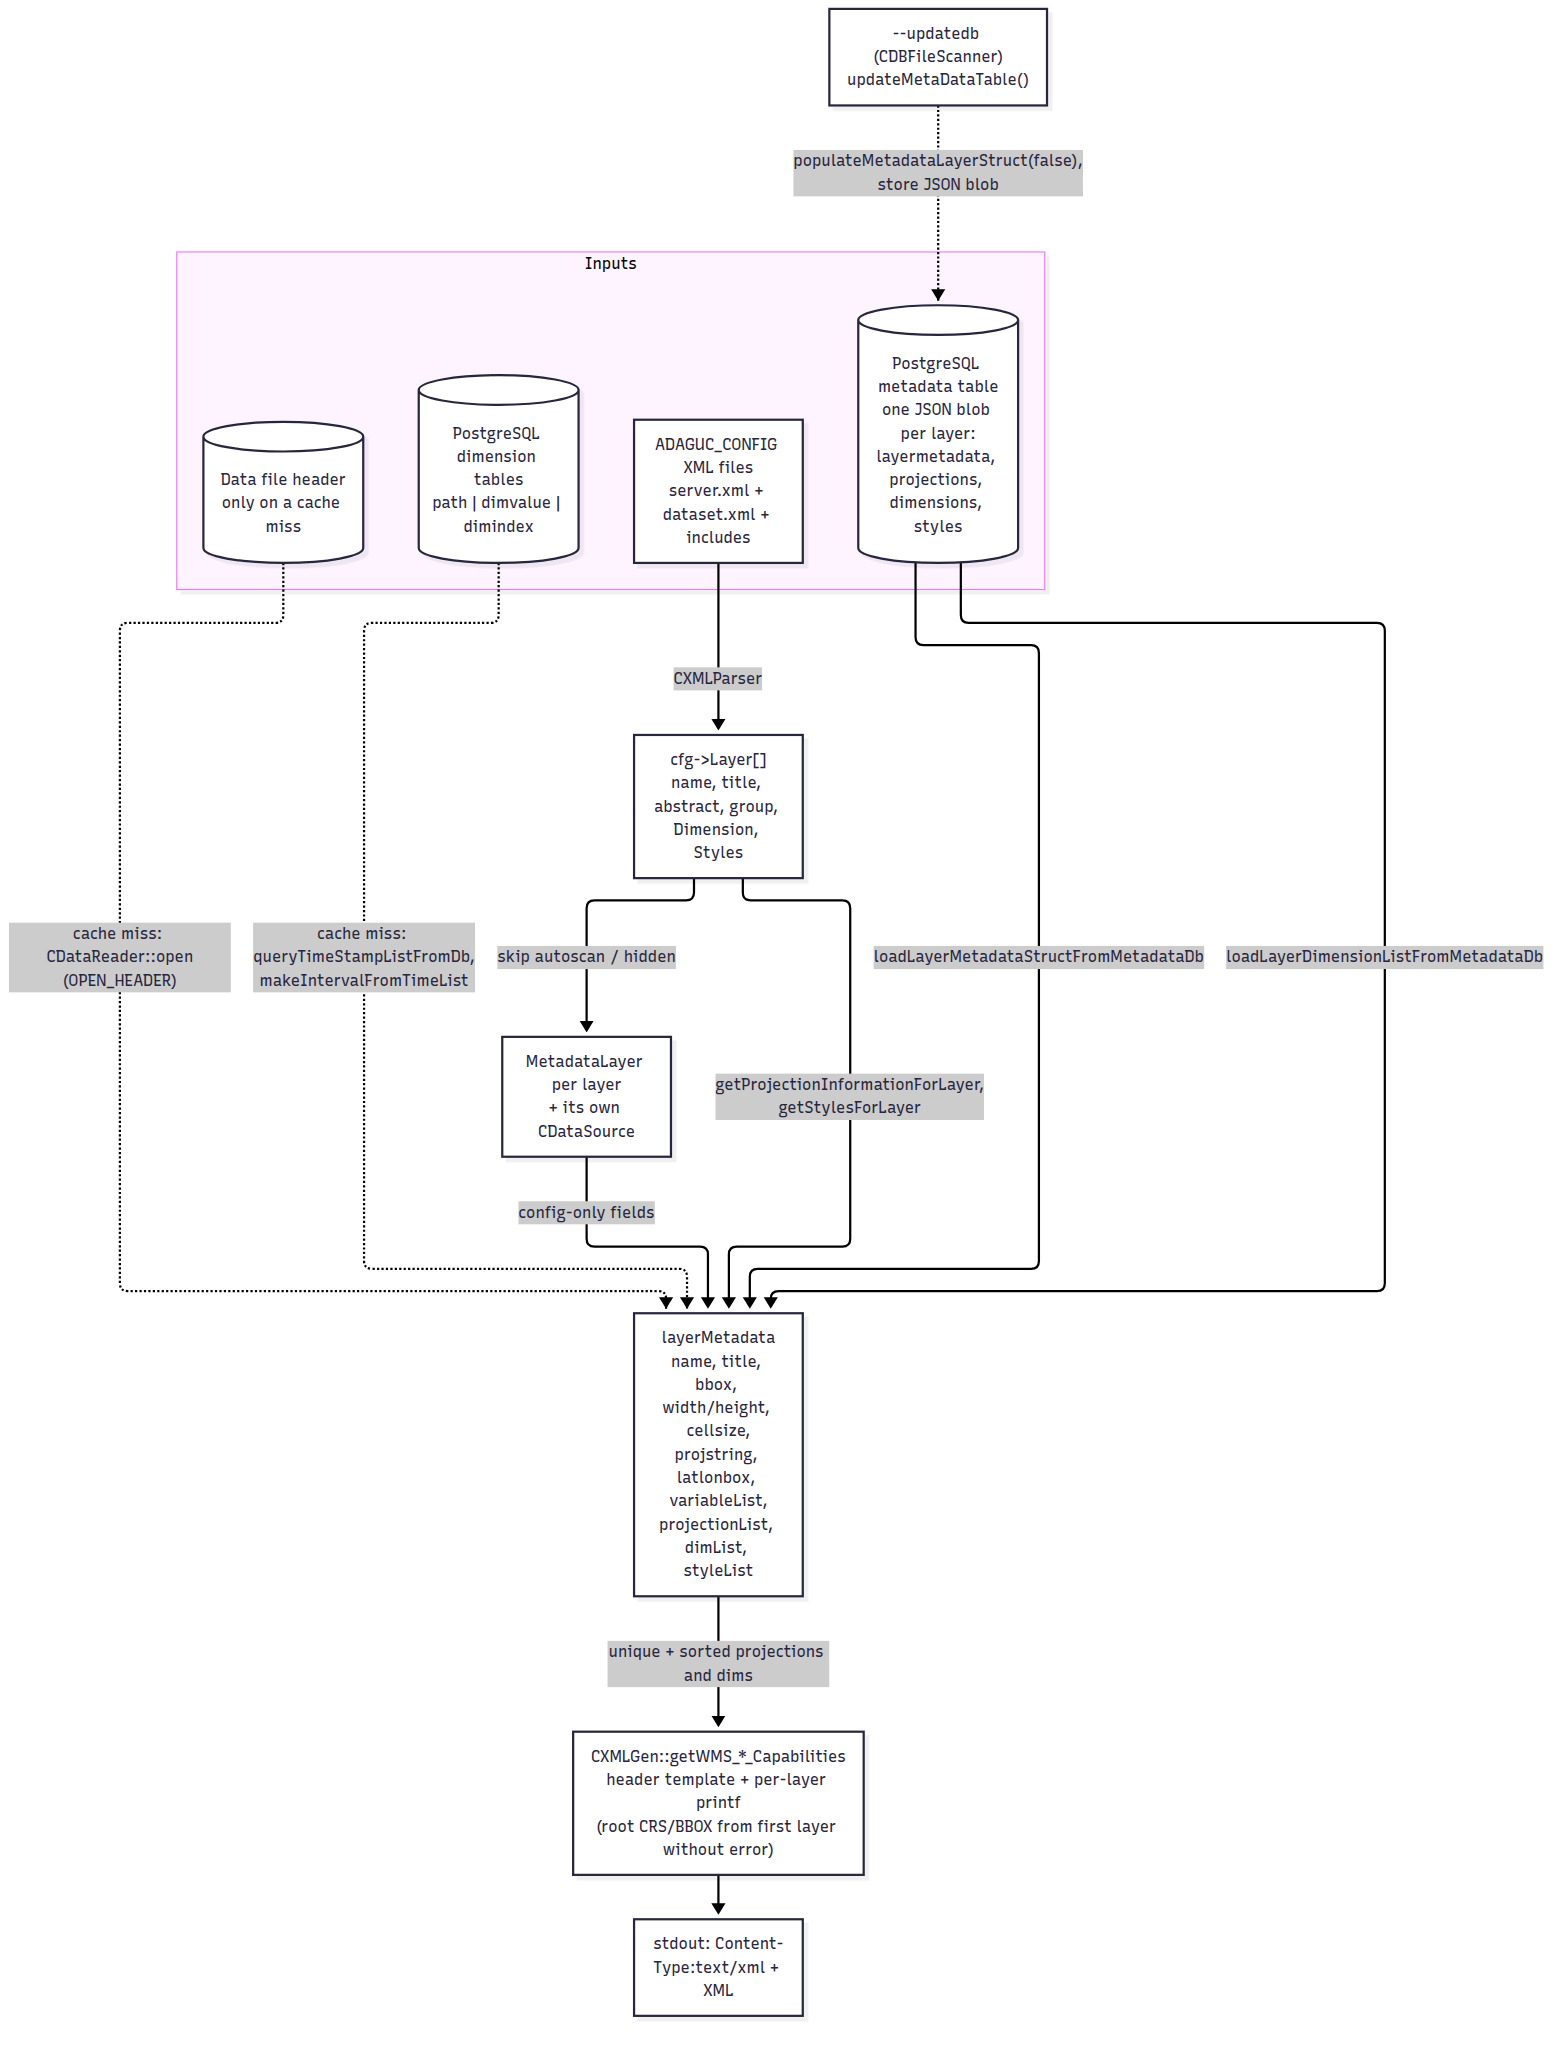 --updatedb
(CDBFileScanner)
updateMetaDataTable()
populateMetadataLayerStruct(false),
store JSON blob
Inputs
Data file header
only on a cache
miss
PostgreSQL
dimension
tables
path | dimvalue |
dimindex
ADAGUC_CONFIG
XML files
server.xml +
dataset.xml +
includes
PostgreSQL
metadata table
one JSON blob
per layer:
layermetadata,
projections,
dimensions,
styles
CXMLParser
cfg->Layer[]
name, title,
abstract, group,
Dimension,
Styles
cache miss:
CDataReader::open
(OPEN_HEADER)
cache miss:
queryTimeStampListFromDb,
makeIntervalFromTimeList
skip autoscan / hidden
loadLayerMetadataStructFromMetadataDb
loadLayerDimensionListFromMetadataDb
MetadataLayer
per layer
+ its own
CDataSource
getProjectionInformationForLayer,
getStylesForLayer
config-only fields
layerMetadata
name, title,
bbox,
width/height,
cellsize,
projstring,
latlonbox,
variableList,
projectionList,
dimList,
styleList
unique + sorted projections
and dims
CXMLGen::getWMS_*_Capabilities
header template + per-layer
printf
(root CRS/BBOX from first layer
without error)
stdout: Content-
Type:text/xml +
XML